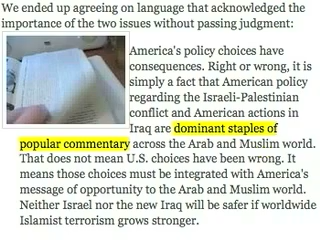 We ended up agreeing on language that acknowledged the
importance of the two issues without passing judgment:
America's policy choices have
consequences. Right or wrong, it is
simply a fact that American policy
regarding the Israeli-Palestinian
conflict and American actions in
Iraq are dominant staples of
popular commentary across the Arab and Muslim world.
That does not mean U.S. choices have been wrong. It
means those choices must be integrated with America's
message of opportunity to the Arab and Muslim world.
Neither Israel nor the new Iraq will be safer if worldwide
Islamist terrorism grows stronger.